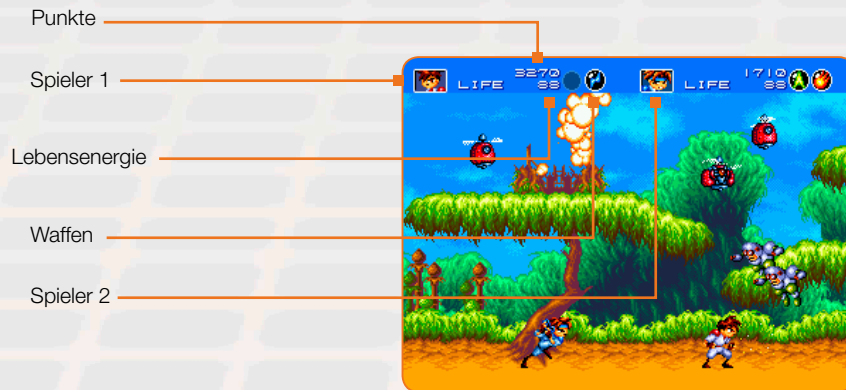 Punkte
Spieler 1
Lebensenergie
Waffen
Spieler 2
3270
LIFE 88
1710
LIFE 88